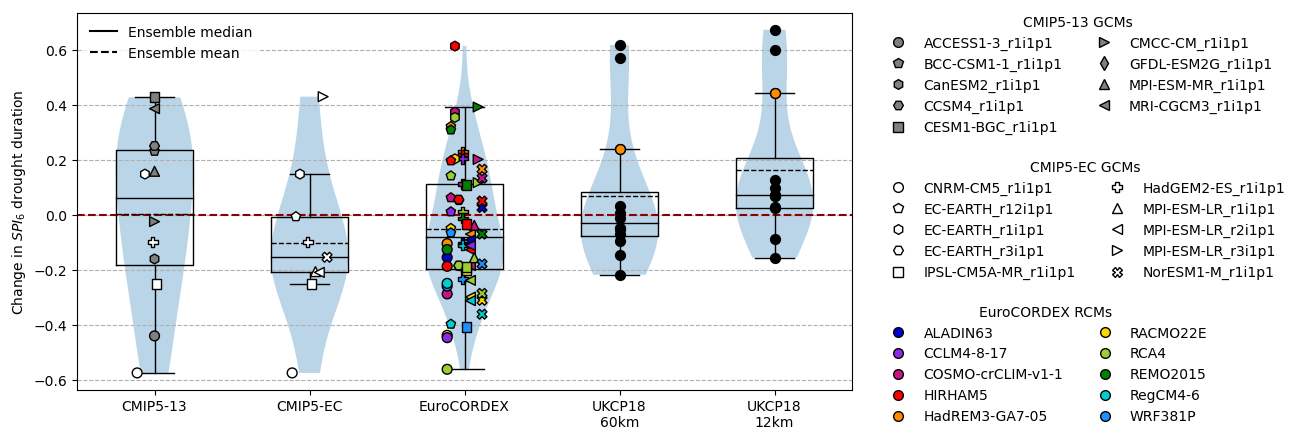 Ensemble median
Ensemble mean
Change in SPI6 drought duration
0.6
0.4
0.2
0.0
−0.2
−0.4
−0.6
CMIP5-13
CMIP5-EC
EuroCORDEX
UKCP18
60km
UKCP18
12km
CMIP5-13 GCMs
ACCESS1-3_r1i1p1
BCC-CSM1-1_r1i1p1
CanESM2_r1i1p1
CCSM4_r1i1p1
CESM1-BGC_r1i1p1
CMCC-CM_r1i1p1
GFDL-ESM2G_r1i1p1
MPI-ESM-MR_r1i1p1
MRI-CGCM3_r1i1p1
CMIP5-EC GCMs
CNRM-CM5_r1i1p1
EC-EARTH_r12i1p1
EC-EARTH_r1i1p1
EC-EARTH_r3i1p1
IPSL-CM5A-MR_r1i1p1
HadGEM2-ES_r1i1p1
MPI-ESM-LR_r1i1p1
MPI-ESM-LR_r2i1p1
MPI-ESM-LR_r3i1p1
NorESM1-M_r1i1p1
EuroCORDEX RCMs
ALADIN63
CCLM4-8-17
COSMO-crCLIM-v1-1
HIRHAM5
HadREM3-GA7-05
RACMO22E
RCA4
REMO2015
RegCM4-6
WRF381P